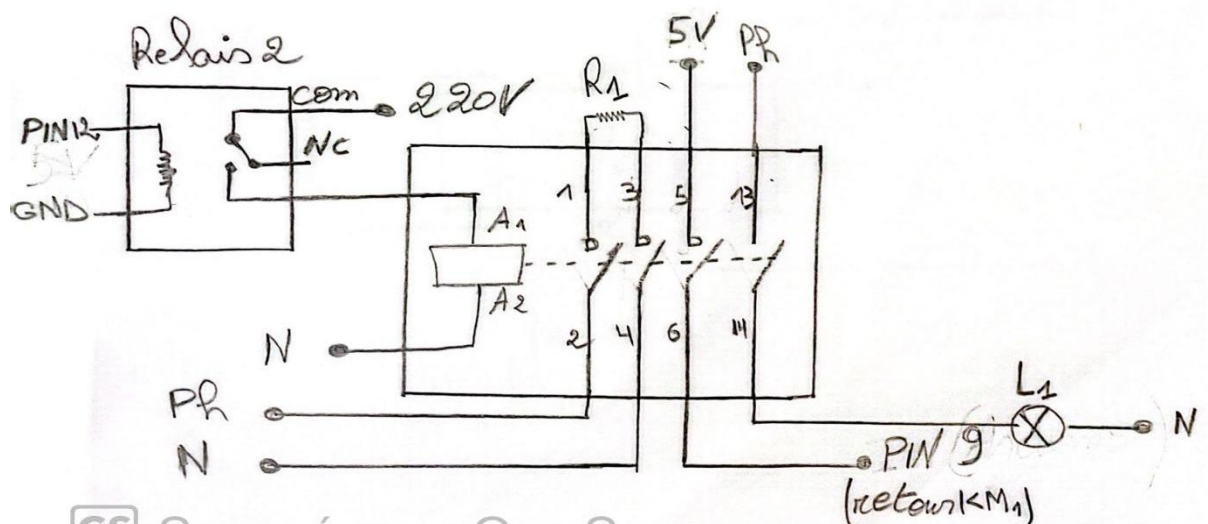 Relais 2
com
220V
PIN12
5V
NC
GND
R1
5V
Ph
1
3
5
13
A1
A2
2
4
6
14
N
Ph
N
L1
N
PIN 9
(retour KM1)
CS